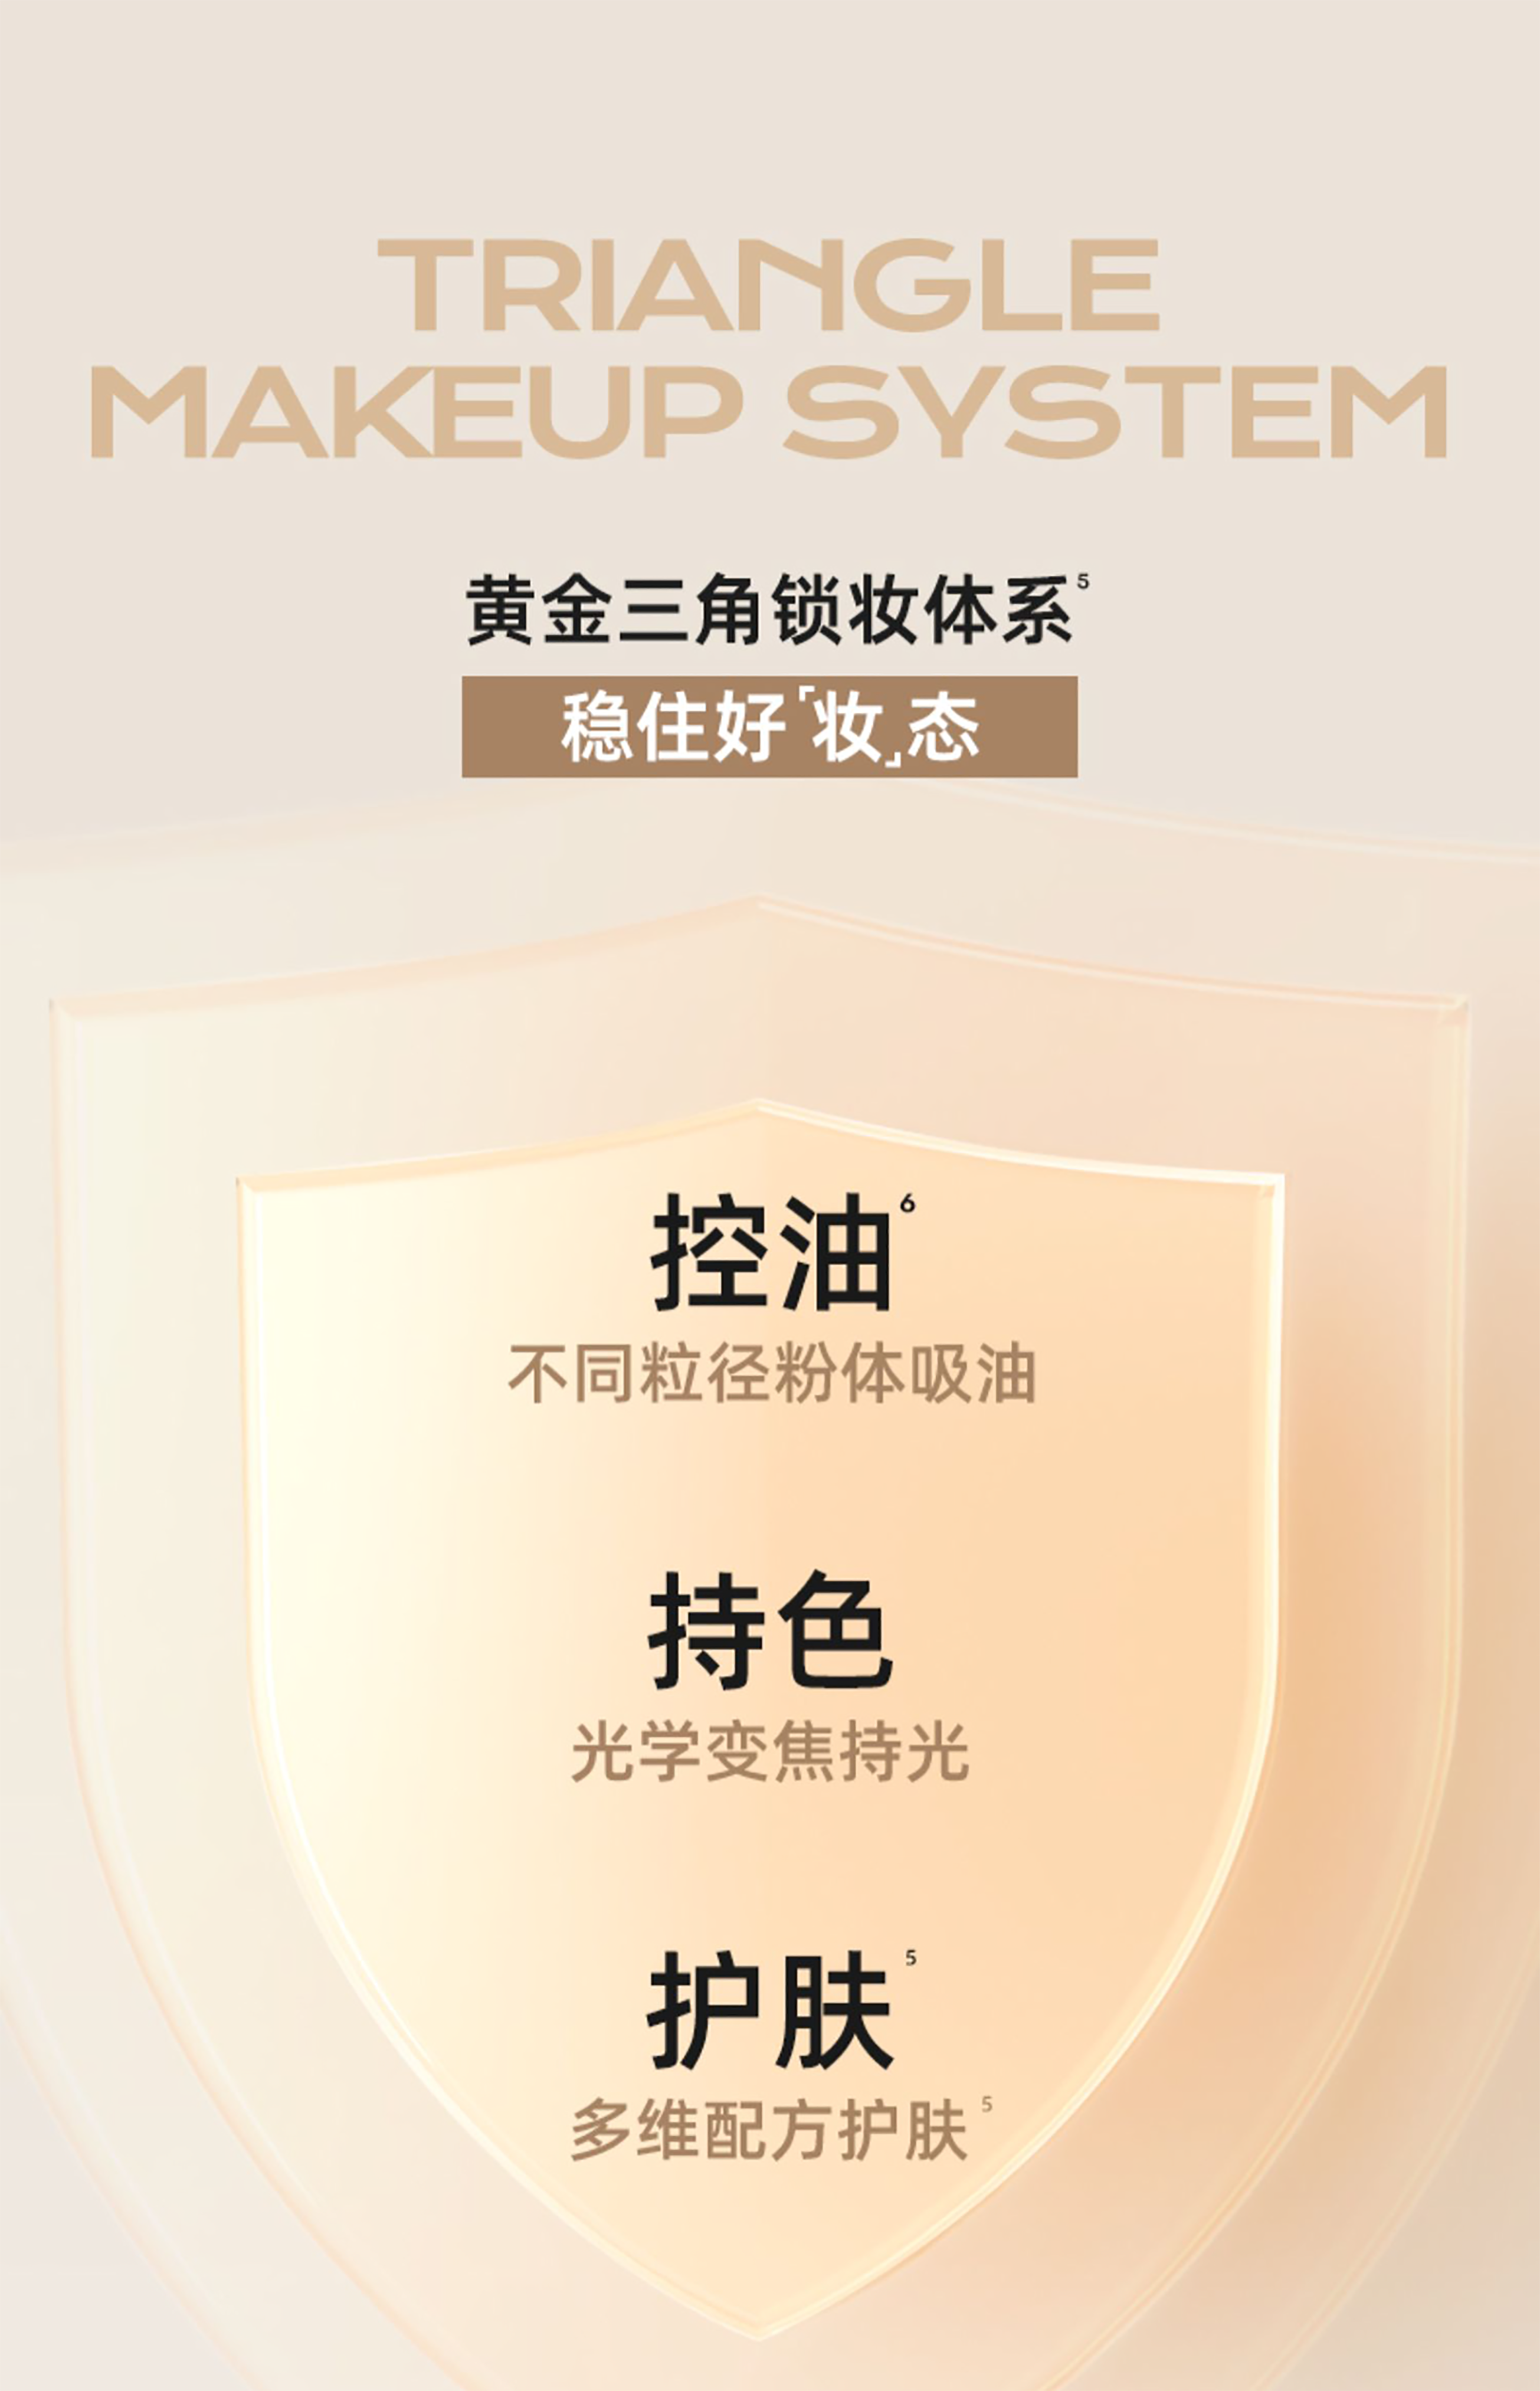 TRIANGLE
MAKEUP SYSTEM
黄金三角锁妆体系⁵
稳住好「妆」态
控油⁶
不同粒径粉体吸油
持色
光学变焦持光
护肤⁵
多维配方护肤⁵